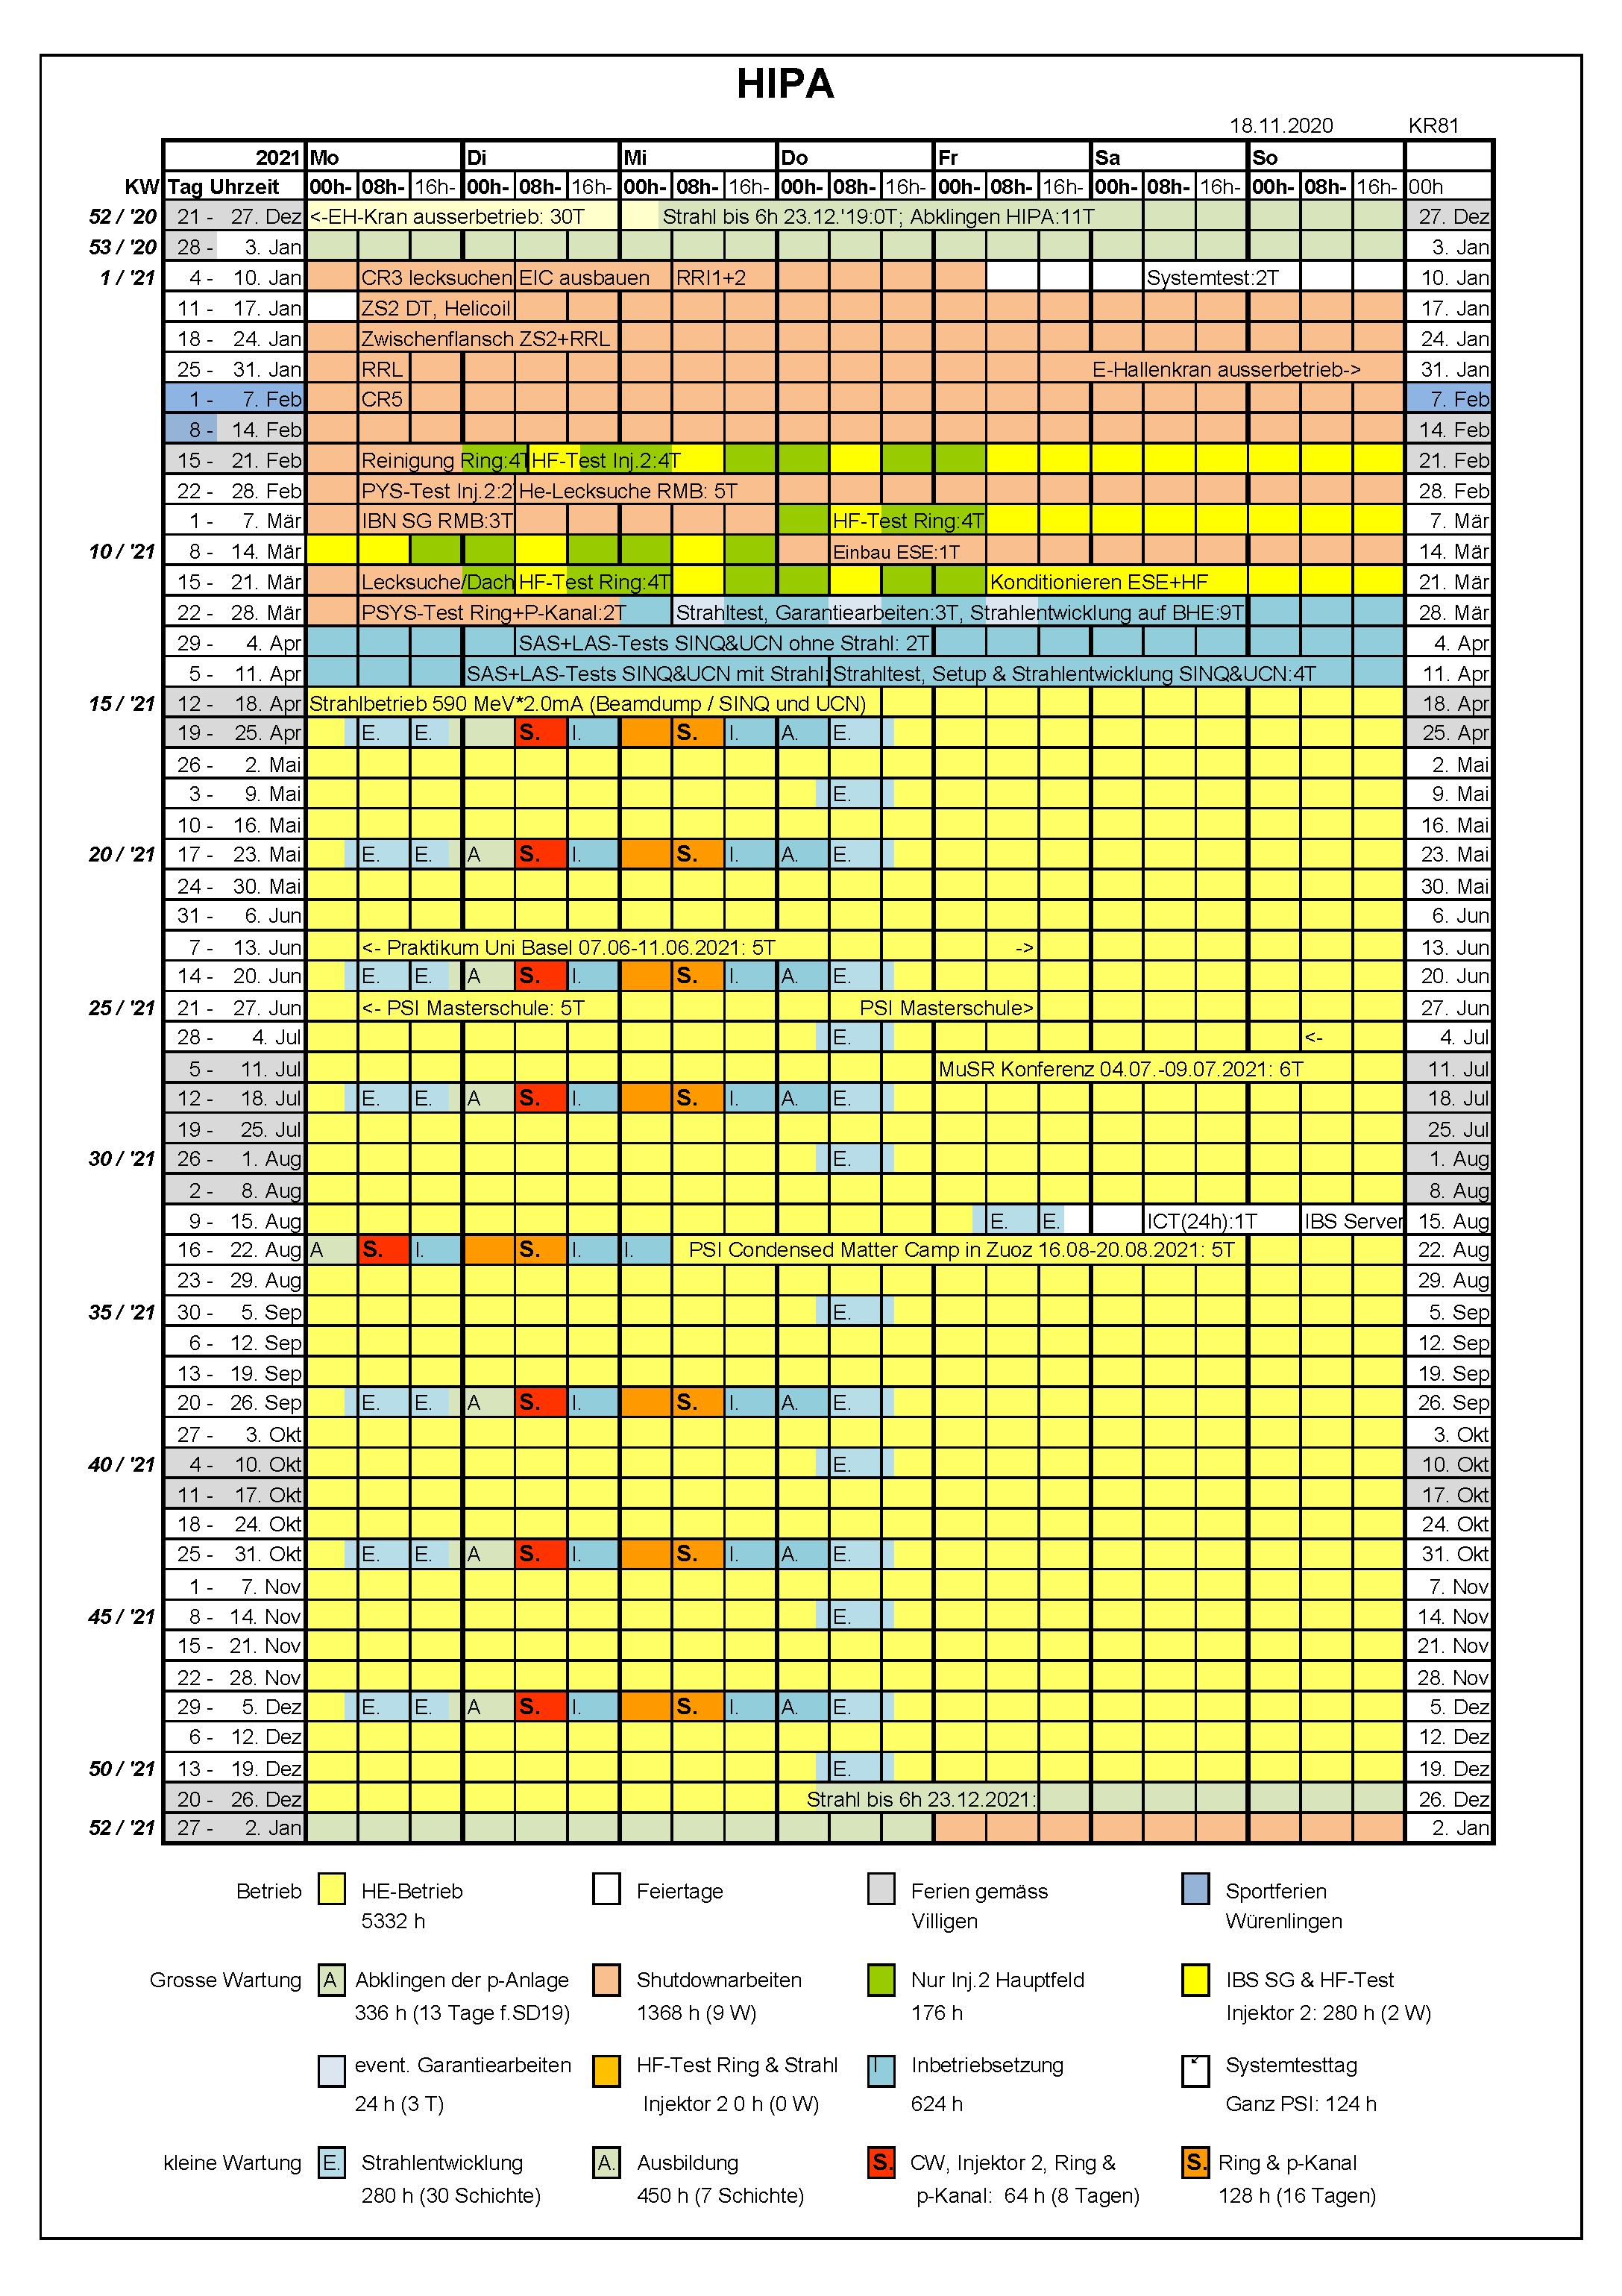 HIPA
18.11.2020 KR81
2021 Mo Di Mi Do Fr Sa So
KW Tag Uhrzeit 00h- 08h- 16h- 00h- 08h- 16h- 00h- 08h- 16h- 00h- 08h- 16h- 00h- 08h- 16h- 00h- 08h- 16h- 00h- 08h- 16h- 00h
52 / '20 21 - 27. Dez <-EH-Kran ausserbetrieb: 30T Strahl bis 6h 23.12.'19:0T; Abklingen HIPA:11T 27. Dez
53 / '20 28 - 3. Jan 3. Jan
1 / '21 4 - 10. Jan CR3 lecksuchen EIC ausbauen RRI1+2 Systemtest:2T 10. Jan
11 - 17. Jan ZS2 DT, Helicoil 17. Jan
18 - 24. Jan Zwischenflansch ZS2+RRL 24. Jan
25 - 31. Jan RRL E-Hallenkran ausserbetrieb-> 31. Jan
1 - 7. Feb CR5 7. Feb
8 - 14. Feb 14. Feb
15 - 21. Feb Reinigung Ring:4T HF-Test Inj.2:4T 21. Feb
22 - 28. Feb PYS-Test Inj.2:2 He-Lecksuche RMB: 5T 28. Feb
1 - 7. Mär IBN SG RMB:3T HF-Test Ring:4T 7. Mär
10 / '21 8 - 14. Mär Einbau ESE:1T 14. Mär
15 - 21. Mär Lecksuche/Dach HF-Test Ring:4T Konditionieren ESE+HF 21. Mär
22 - 28. Mär PSYS-Test Ring+P-Kanal:2T Strahltest, Garantiearbeiten:3T, Strahlentwicklung auf BHE:9T 28. Mär
29 - 4. Apr SAS+LAS-Tests SINQ&UCN ohne Strahl: 2T 4. Apr
5 - 11. Apr SAS+LAS-Tests SINQ&UCN mit Strahl: Strahltest, Setup & Strahlentwicklung SINQ&UCN:4T 11. Apr
15 / '21 12 - 18. Apr Strahlbetrieb 590 MeV*2.0mA (Beamdump / SINQ und UCN) 18. Apr
19 - 25. Apr E. E. S. I. S. I. A. E. 25. Apr
26 - 2. Mai 2. Mai
3 - 9. Mai E. 9. Mai
10 - 16. Mai 16. Mai
20 / '21 17 - 23. Mai E. E. A S. I. S. I. A. E. 23. Mai
24 - 30. Mai 30. Mai
31 - 6. Jun 6. Jun
7 - 13. Jun <- Praktikum Uni Basel 07.06-11.06.2021: 5T -> 13. Jun
14 - 20. Jun E. E. A S. I. S. I. A. E. 20. Jun
25 / '21 21 - 27. Jun <- PSI Masterschule: 5T PSI Masterschule> 27. Jun
28 - 4. Jul E. <- 4. Jul
5 - 11. Jul MuSR Konferenz 04.07.-09.07.2021: 6T 11. Jul
12 - 18. Jul E. E. A S. I. S. I. A. E. 18. Jul
19 - 25. Jul 25. Jul
30 / '21 26 - 1. Aug E. 1. Aug
2 - 8. Aug 8. Aug
9 - 15. Aug E. E. ICT(24h):1T IBS Server 15. Aug
16 - 22. Aug A S. I. S. I. I. PSI Condensed Matter Camp in Zuoz 16.08-20.08.2021: 5T 22. Aug
23 - 29. Aug 29. Aug
35 / '21 30 - 5. Sep E. 5. Sep
6 - 12. Sep 12. Sep
13 - 19. Sep 19. Sep
20 - 26. Sep E. E. A S. I. S. I. A. E. 26. Sep
27 - 3. Okt 3. Okt
40 / '21 4 - 10. Okt E. 10. Okt
11 - 17. Okt 17. Okt
18 - 24. Okt 24. Okt
25 - 31. Okt E. E. A S. I. S. I. A. E. 31. Okt
1 - 7. Nov 7. Nov
45 / '21 8 - 14. Nov E. 14. Nov
15 - 21. Nov 21. Nov
22 - 28. Nov 28. Nov
29 - 5. Dez E. E. A S. I. S. I. A. E. 5. Dez
6 - 12. Dez 12. Dez
50 / '21 13 - 19. Dez E. 19. Dez
20 - 26. Dez Strahl bis 6h 23.12.2021: 26. Dez
52 / '21 27 - 2. Jan 2. Jan
Betrieb HE-Betrieb Feiertage Ferien gemäss Sportferien
5332 h Villigen Würenlingen
Grosse Wartung A Abklingen der p-Anlage Shutdownarbeiten Nur Inj.2 Hauptfeld IBS SG & HF-Test
336 h (13 Tage f.SD19) 1368 h (9 W) 176 h Injektor 2: 280 h (2 W)
event. Garantiearbeiten HF-Test Ring & Strahl I Inbetriebsetzung Systemtesttag
24 h (3 T) Injektor 2 0 h (0 W) 624 h Ganz PSI: 124 h
kleine Wartung E. Strahlentwicklung A. Ausbildung S. CW, Injektor 2, Ring & S. Ring & p-Kanal
280 h (30 Schichte) 450 h (7 Schichte) p-Kanal: 64 h (8 Tagen) 128 h (16 Tagen)